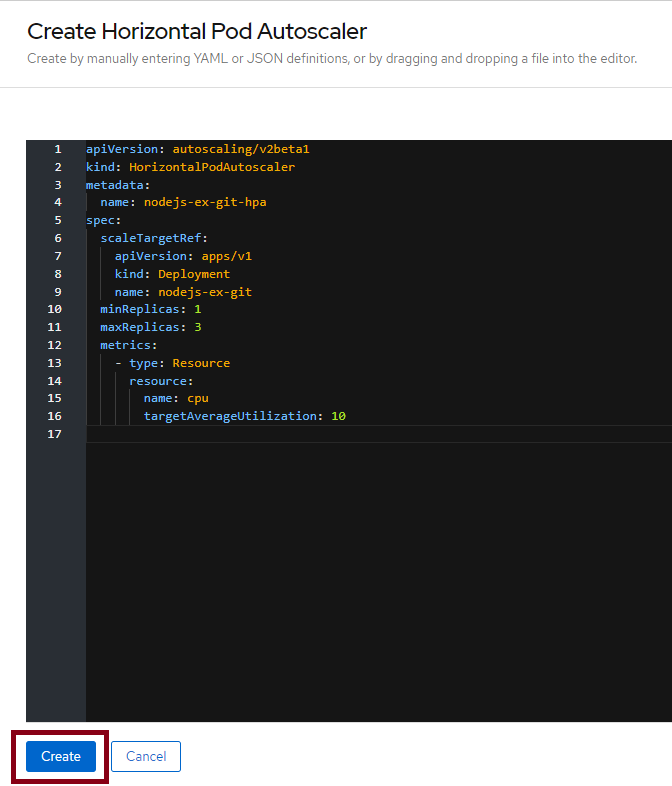 Create Horizontal Pod Autoscaler
Create by manually entering YAML or JSON definitions, or by dragging and dropping a file into the editor.
1 apiVersion: autoscaling/v2beta1
2 kind: HorizontalPodAutoscaler
3 metadata:
4   name: nodejs-ex-git-hpa
5 spec:
6   scaleTargetRef:
7     apiVersion: apps/v1
8     kind: Deployment
9     name: nodejs-ex-git
10   minReplicas: 1
11   maxReplicas: 3
12   metrics:
13     - type: Resource
14       resource:
15         name: cpu
16         targetAverageUtilization: 10
17
Create Cancel